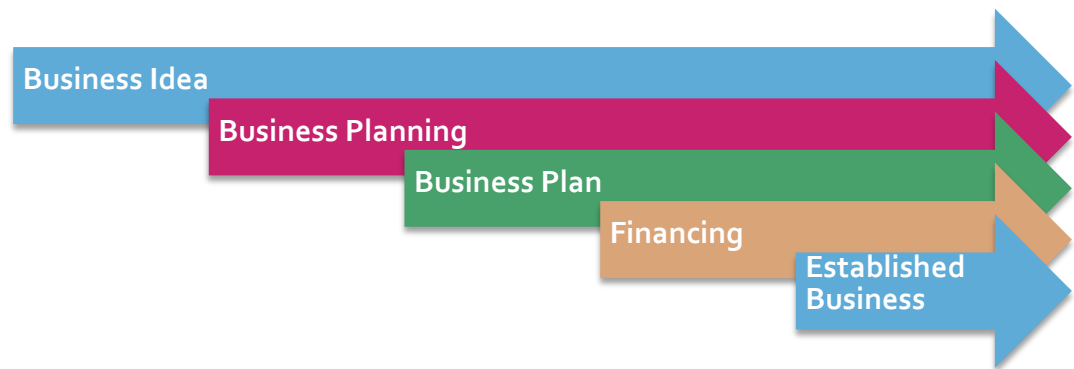 Business Idea
Business Planning
Business Plan
Financing
Established
Business